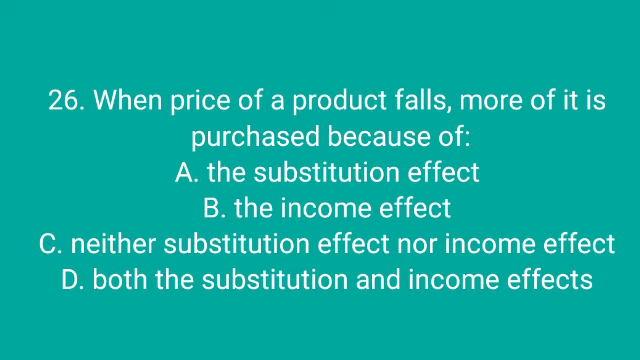 26. When price of a product falls, more of it is
purchased because of:
A. the substitution effect
B. the income effect
C. neither substitution effect nor income effect
D. both the substitution and income effects